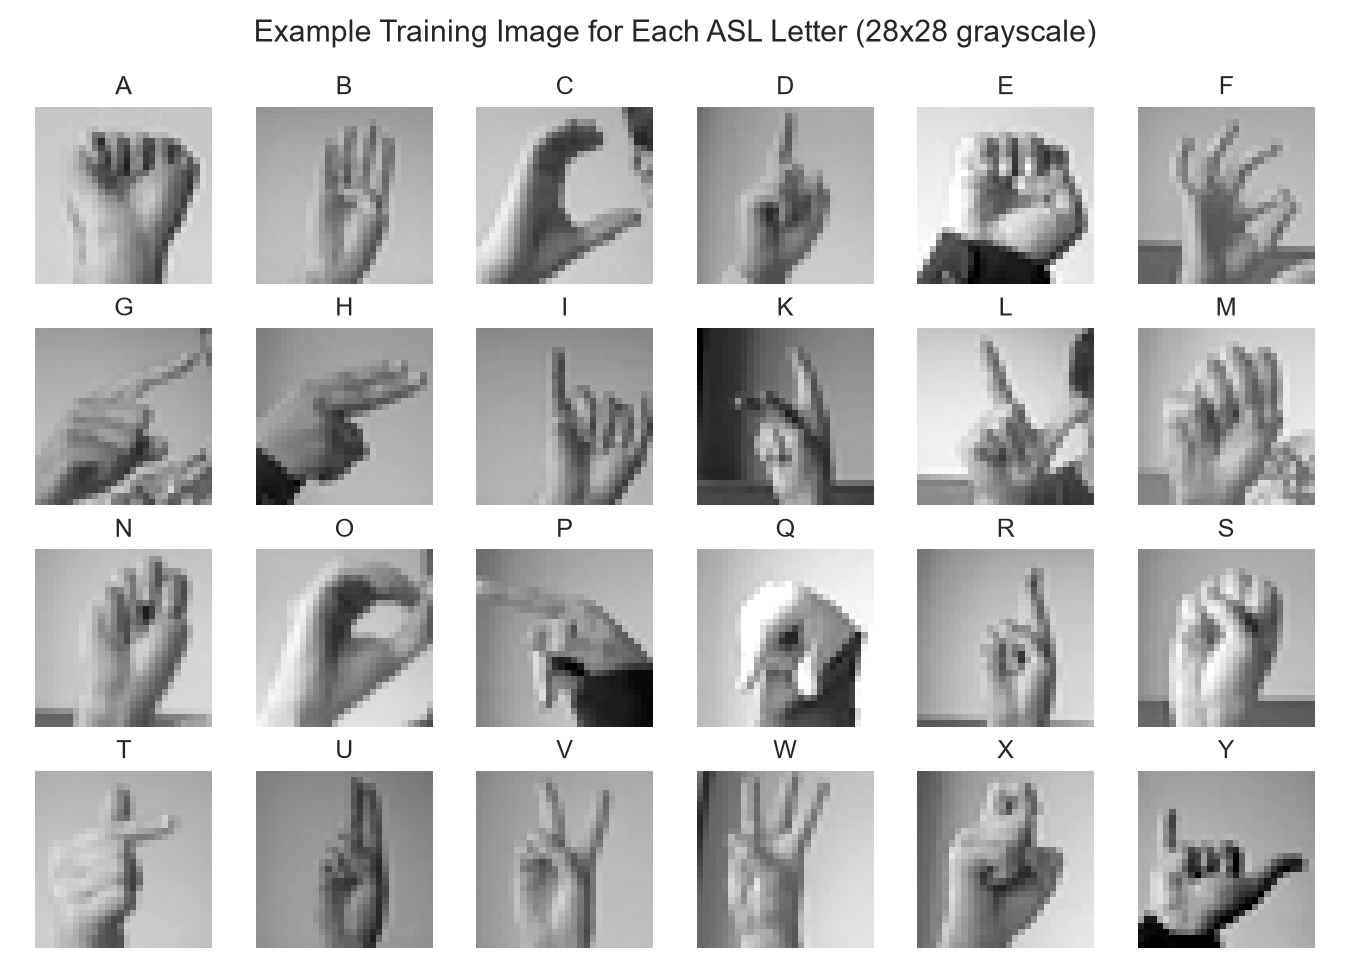 Example Training Image for Each ASL Letter (28x28 grayscale)
A B C D E F
G H I K L M
N O P Q R S
T U V W X Y